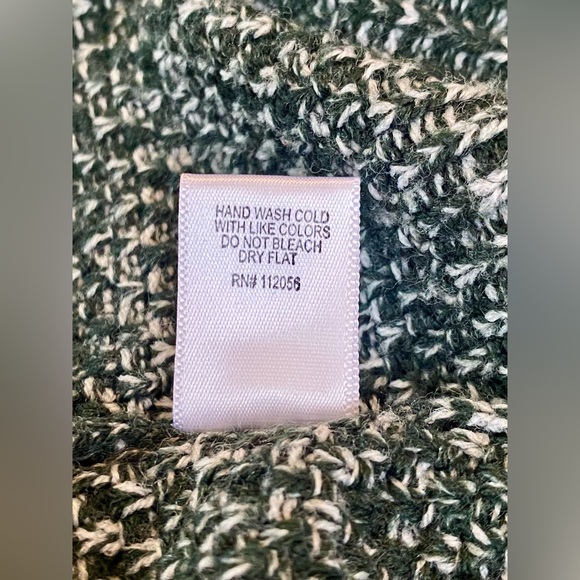 HAND WASH COLD
WITH LIKE COLORS
DO NOT BLEACH
DRY FLAT
RN# 112056